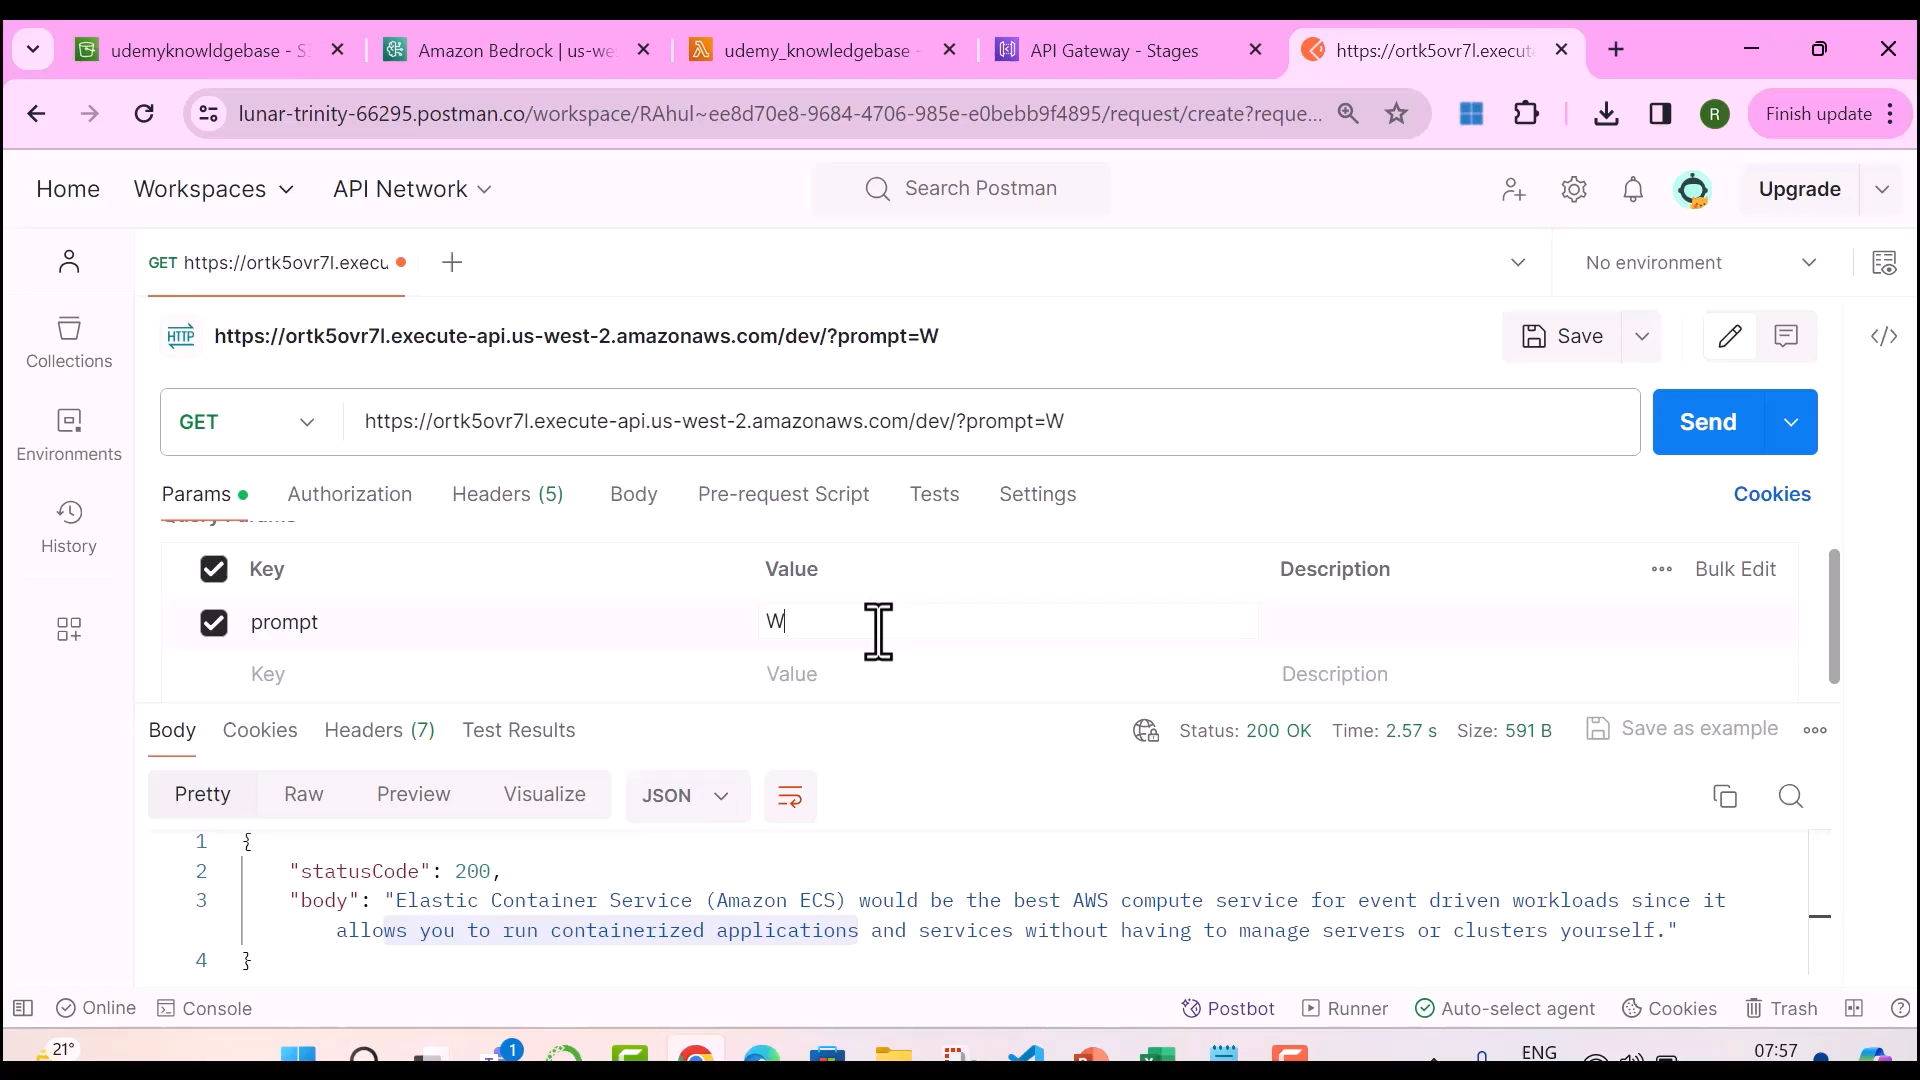 udemyknowldgebase - S3
Amazon Bedrock | us-we
udemy_knowledgebase -
API Gateway - Stages
https://ortk5ovr7l.execute
lunar-trinity-66295.postman.co/workspace/RAhul~ee8d70e8-9684-4706-985e-e0bebb9f4895/request/create?reque...
R
Finish update
Home
Workspaces
API Network
Search Postman
Upgrade
GET https://ortk5ovr7l.execu
No environment
HTTP
https://ortk5ovr7l.execute-api.us-west-2.amazonaws.com/dev/?prompt=W
Save
Collections
GET
https://ortk5ovr7l.execute-api.us-west-2.amazonaws.com/dev/?prompt=W
Send
Environments
Params
Authorization
Headers (5)
Body
Pre-request Script
Tests
Settings
Cookies
History
Key
Value
Description
Bulk Edit
prompt
W
Key
Value
Description
Body
Cookies
Headers (7)
Test Results
Status: 200 OK
Time: 2.57 s
Size: 591 B
Save as example
Pretty
Raw
Preview
Visualize
JSON
1 {
2 "statusCode": 200,
3 "body": "Elastic Container Service (Amazon ECS) would be the best AWS compute service for event driven workloads since it
allows you to run containerized applications and services without having to manage servers or clusters yourself."
4 }
Online
Console
Postbot
Runner
Auto-select agent
Cookies
Trash
21°
1
ENG
07:57